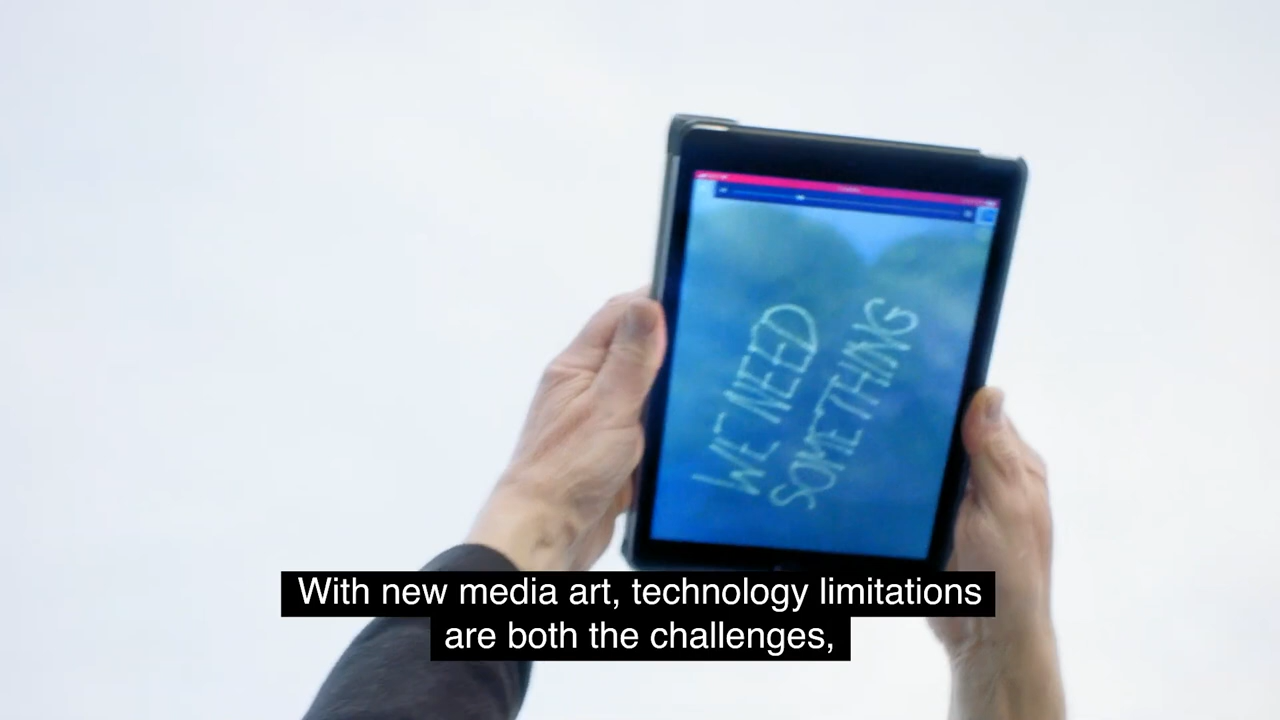 WE NEED
SOMETHING
With new media art, technology limitations
are both the challenges,